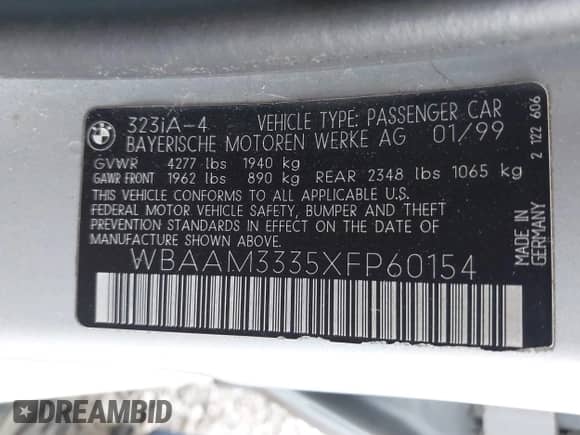 BMW
323iA-4 VEHICLE TYPE: PASSENGER CAR
BAYERISCHE MOTOREN WERKE AG 01/99
GVWR 4277 lbs 1940 kg
GAWR FRONT 1962 lbs 890 kg REAR 2348 lbs 1065 kg
THIS VEHICLE CONFORMS TO ALL APPLICABLE U.S.
FEDERAL MOTOR VEHICLE SAFETY, BUMPER AND THEFT
PREVENTION STANDARDS IN EFFECT ON THE DATE OF
MANUFACTURE SHOWN ABOVE.
WBAAM3335XFP60154
MADE IN
GERMANY
2 122 606
DREAMBID